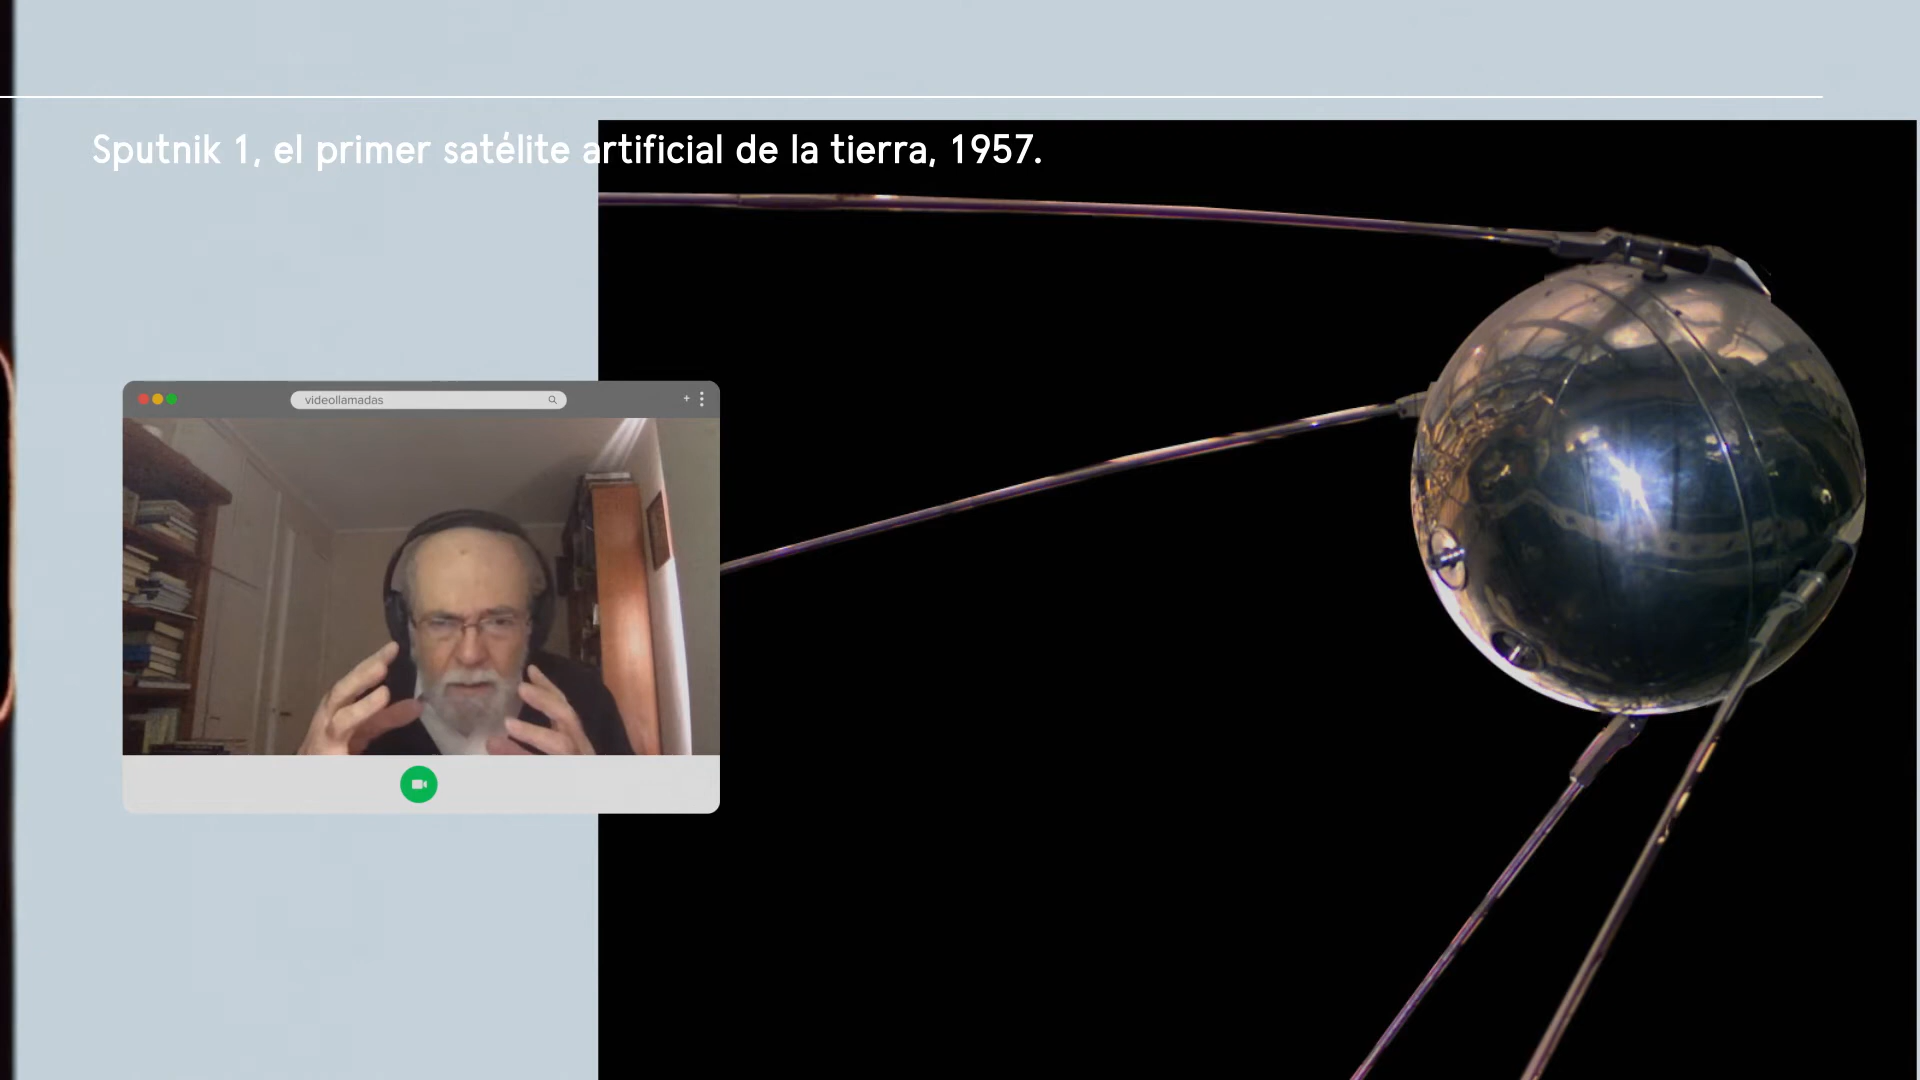 Sputnik 1, el primer satélite artificial de la tierra, 1957.
videollamadas